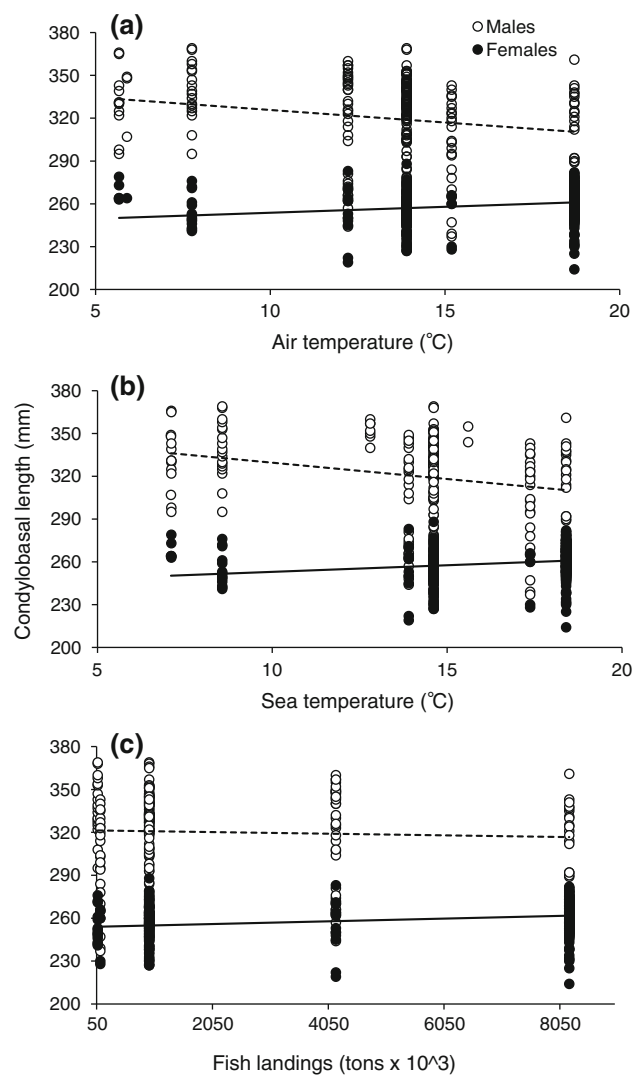 (a)
Males
Females
380
350
320
290
260
230
200
5 10 15 20
Air temperature (°C)
(b)
Condylobasal length (mm)
380
350
320
290
260
230
200
5 10 15 20
Sea temperature (°C)
(c)
380
350
320
290
260
230
200
50 2050 4050 6050 8050
Fish landings (tons x 10^3)